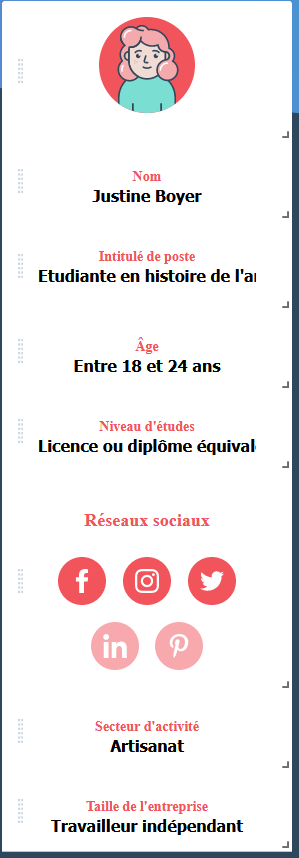 Nom
Justine Boyer
Intitulé de poste
Etudiante en histoire de l'ar
Âge
Entre 18 et 24 ans
Niveau d'études
Licence ou diplôme équivale
Réseaux sociaux
Secteur d'activité
Artisanat
Taille de l'entreprise
Travailleur indépendant